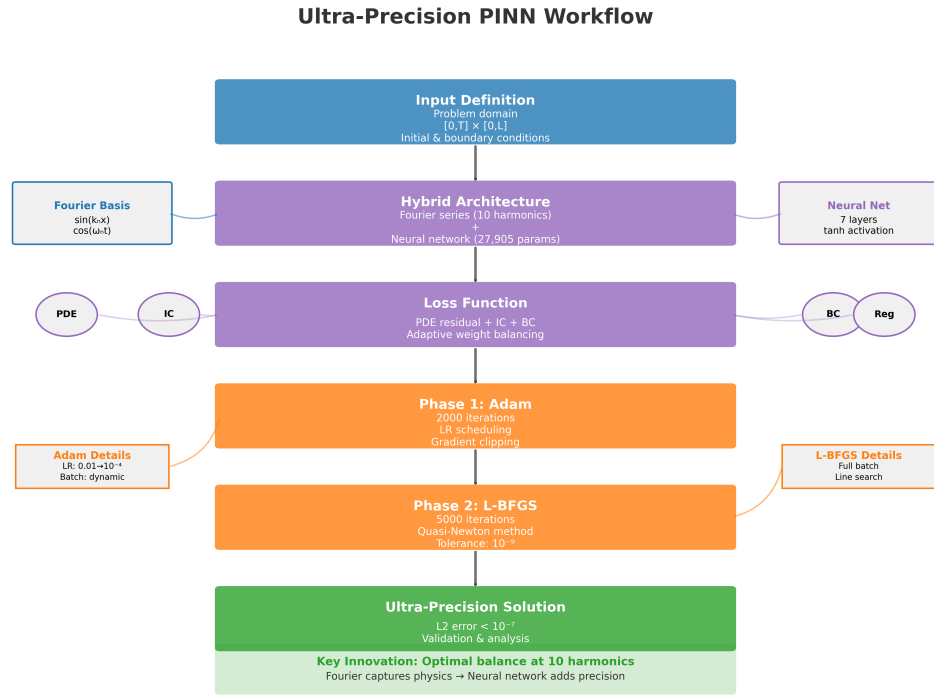 Ultra-Precision PINN Workflow
Input Definition
Problem domain
[0,T] × [0,L]
Initial & boundary conditions
Fourier Basis
sin(kₙx)
cos(ωₙt)
Hybrid Architecture
Fourier series (10 harmonics)
+
Neural network (27,905 params)
Neural Net
7 layers
tanh activation
PDE
IC
Loss Function
PDE residual + IC + BC
Adaptive weight balancing
BC
Reg
Phase 1: Adam
2000 iterations
LR scheduling
Gradient clipping
Adam Details
LR: 0.01→10⁻⁴
Batch: dynamic
L-BFGS Details
Full batch
Line search
Phase 2: L-BFGS
5000 iterations
Quasi-Newton method
Tolerance: 10⁻⁹
Ultra-Precision Solution
L2 error < 10⁻⁷
Validation & analysis
Key Innovation: Optimal balance at 10 harmonics
Fourier captures physics → Neural network adds precision